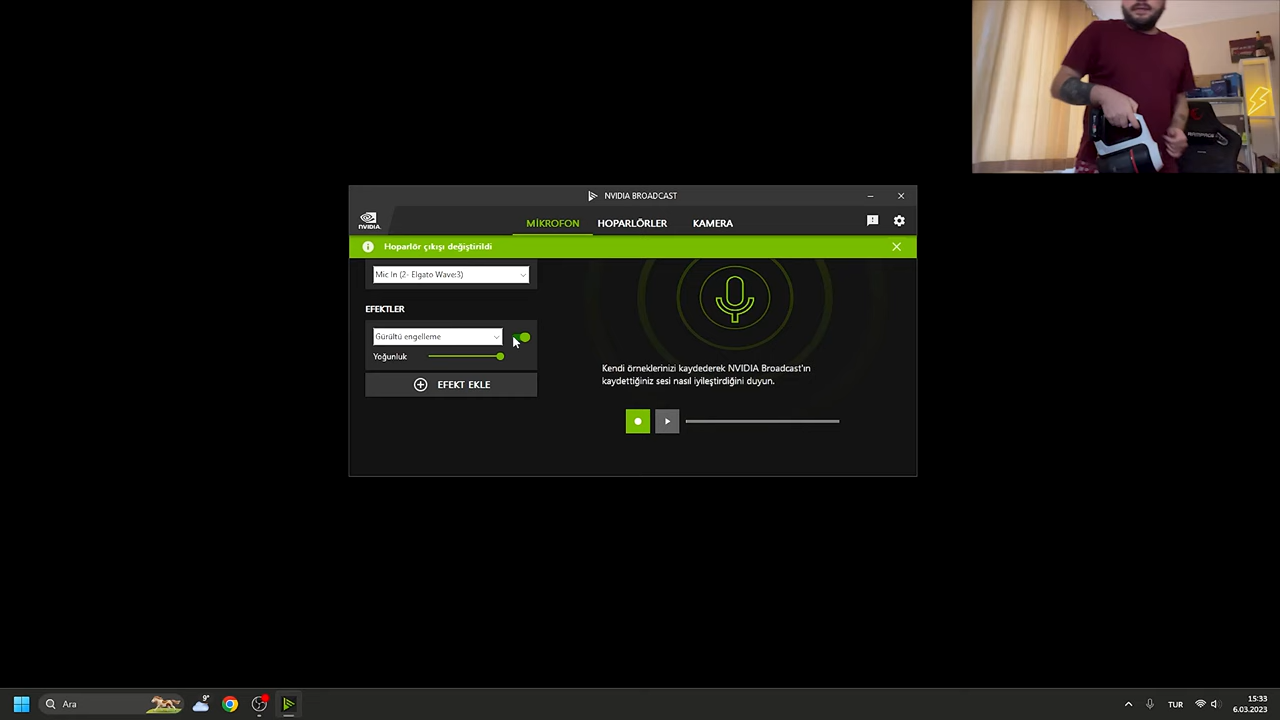 NVIDIA BROADCAST
NVIDIA.
MİKROFON
HOPARLÖRLER
KAMERA
Hoparlör çıkışı değiştirildi
Mic In (2- Elgato Wave:3)
EFEKTLER
Gürültü engelleme
Yoğunluk
EFEKT EKLE
Kendi örneklerinizi kaydederek NVIDIA Broadcast'ın
kaydettiğiniz sesi nasıl iyileştirdiğini duyun.
Ara
9°
TUR
15:33
6.03.2023